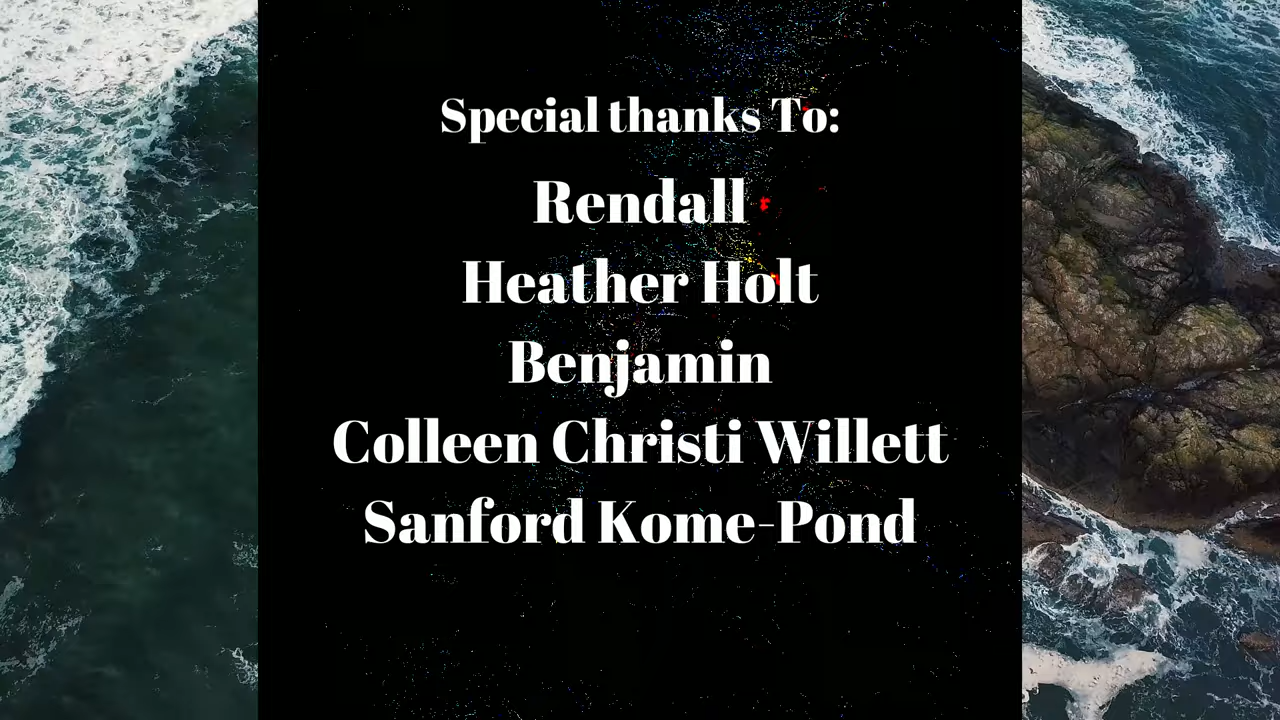 Special thanks To:
Rendall
Heather Holt
Benjamin
Colleen Christi Willett
Sanford Kome-Pond